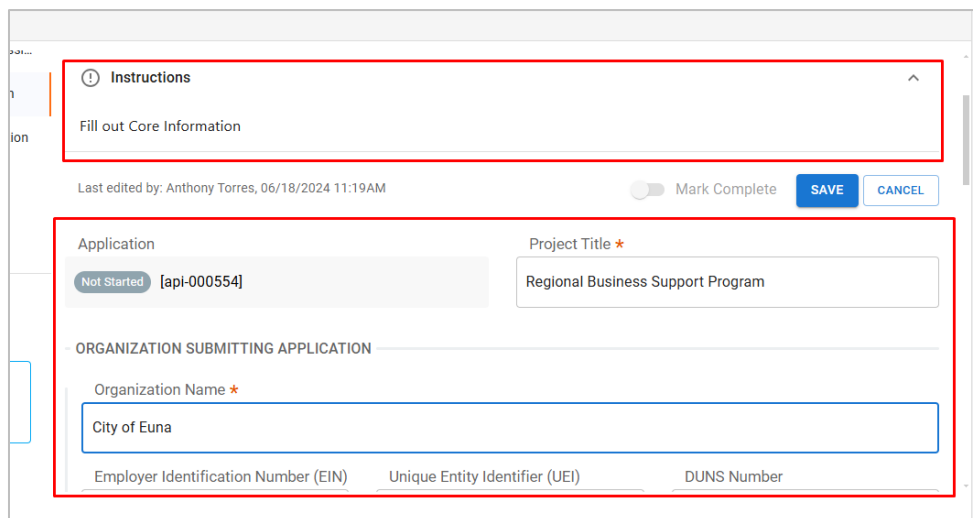 Instructions
ion
Fill out Core Information
Last edited by: Anthony Torres, 06/18/2024 11:19AM
Mark Complete
SAVE
CANCEL
Application
Project Title *
Not Started [api-000554]
Regional Business Support Program
ORGANIZATION SUBMITTING APPLICATION
Organization Name *
City of Euna
Employer Identification Number (EIN)
Unique Entity Identifier (UEI)
DUNS Number